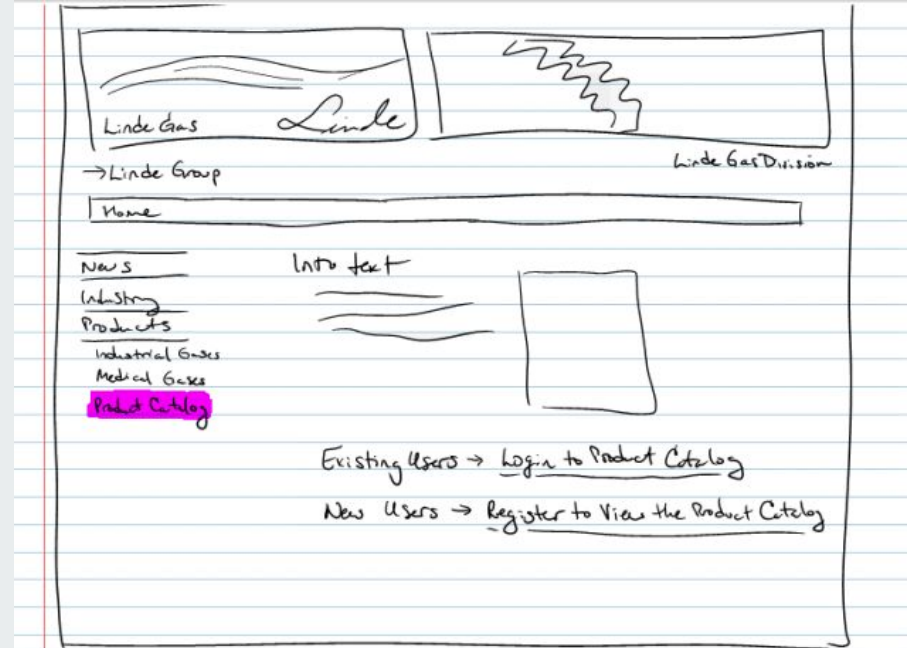 Linde Gas
Linde
Linde Gas Division
→Linde Group
Home
News
Industry
Products
Industrial Gases
Medical Gases
Product Catalog
Intro text
Existing Users → Login to Product Catalog
New Users → Register to View the Product Catalog